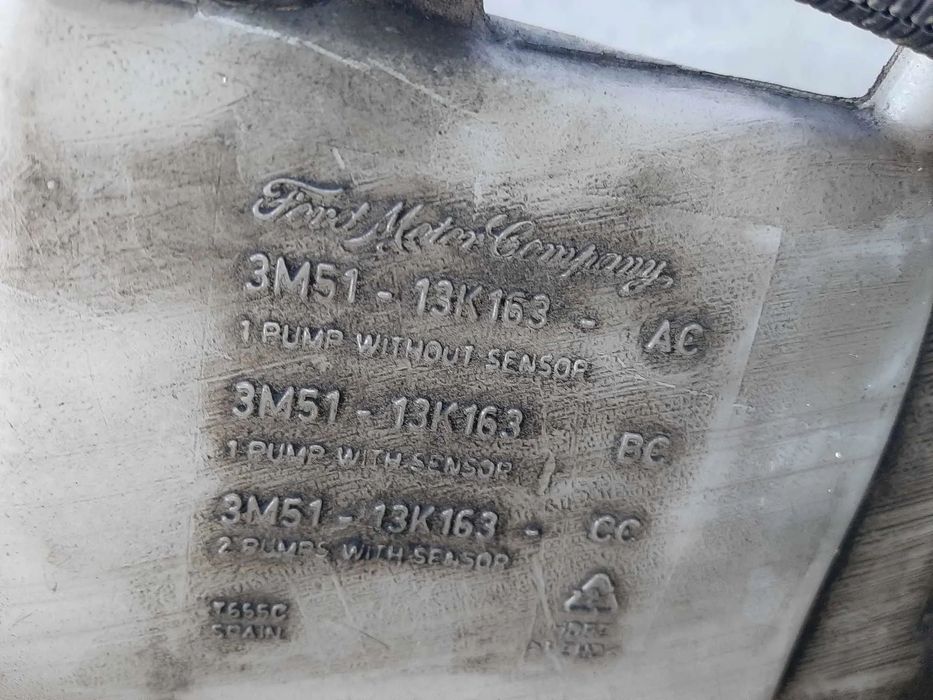 Ford Motor Company
3M51 - 13K163 - AC
1 PUMP WITHOUT SENSOR
3M51 - 13K163 BC
1 PUMP WITH SENSOR
3M51 - 13K163 - CC
2 PUMPS WITH SENSOR
SPAIN